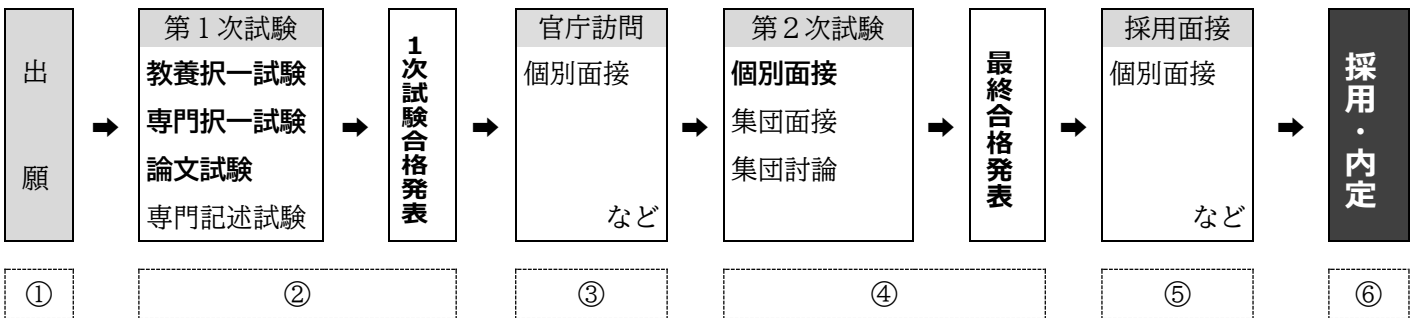 出願
第1次試験
教養択一試験
専門択一試験
論文試験
専門記述試験
1次試験合格発表
官庁訪問
個別面接
など
第2次試験
個別面接
集団面接
集団討論
最終合格発表
採用面接
個別面接
など
採用・内定
①
②
③
④
⑤
⑥